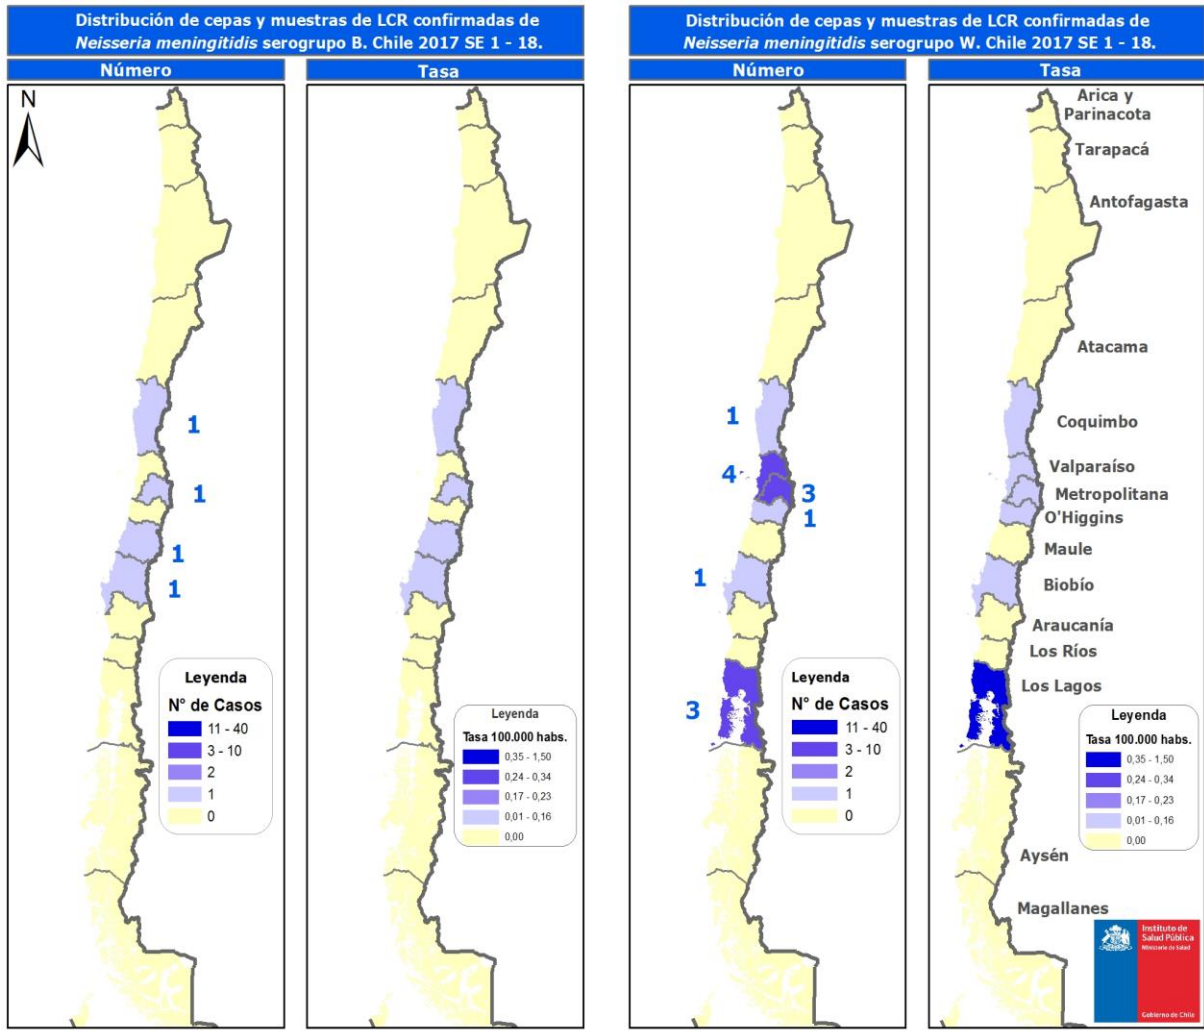 Distribución de cepas y muestras de LCR confirmadas de
Neisseria meningitidis serogrupo B. Chile 2017 SE 1 - 18.
Número
Tasa
N
1
1
1
1
Leyenda
N° de Casos
11 - 40
3 - 10
2
1
0
Leyenda
Tasa 100.000 habs.
0,35 - 1,50
0,24 - 0,34
0,17 - 0,23
0,01 - 0,16
0,00
Distribución de cepas y muestras de LCR confirmadas de
Neisseria meningitidis serogrupo W. Chile 2017 SE 1 - 18.
Número
Tasa
1
4
3
1
1
3
Leyenda
N° de Casos
11 - 40
3 - 10
2
1
0
Arica y
Parinacota
Tarapacá
Antofagasta
Atacama
Coquimbo
Valparaíso
Metropolitana
O'Higgins
Maule
Biobío
Araucanía
Los Ríos
Los Lagos
Leyenda
Tasa 100.000 habs.
0,35 - 1,50
0,24 - 0,34
0,17 - 0,23
0,01 - 0,16
0,00
Aysén
Magallanes
Instituto de
Salud Pública
Ministerio de Salud
Gobierno de Chile